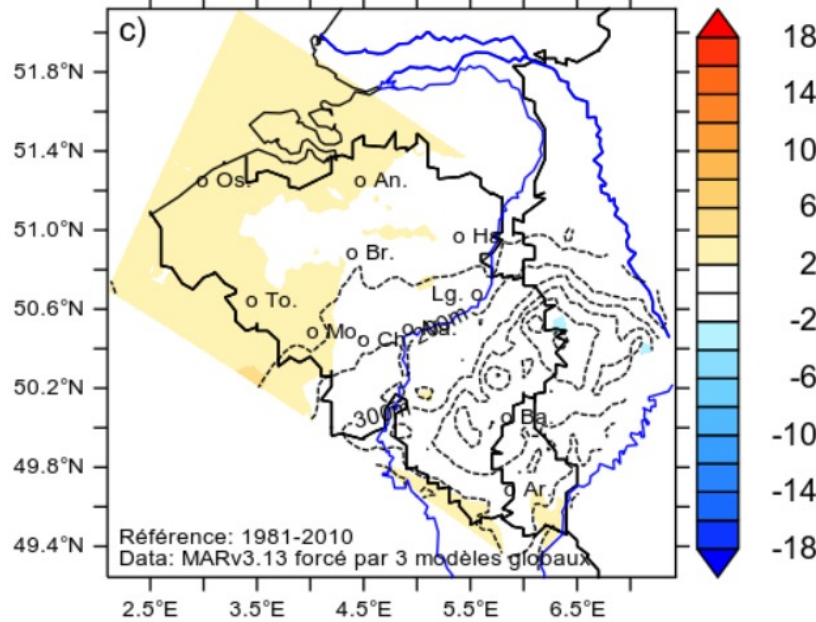 c)
18
14
10
6
2
-2
-6
-10
-14
-18
51.8°N
51.4°N
51.0°N
50.6°N
50.2°N
49.8°N
49.4°N
Os.
An.
Br.
Ha.
To.
Lg.
Mo.
Ch.
Na.
200m
300m
Ba.
Ar.
Référence: 1981-2010
Data: MARv3.13 forcé par 3 modèles globaux
2.5°E 3.5°E 4.5°E 5.5°E 6.5°E